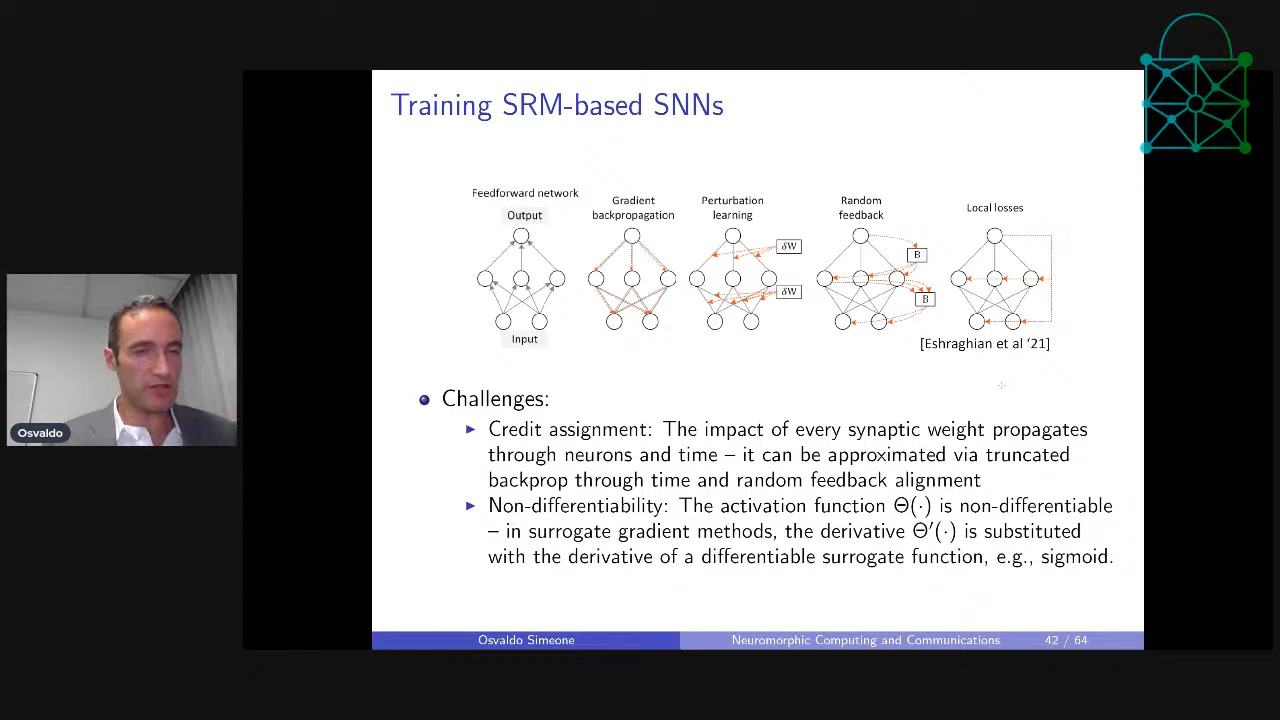 Training SRM-based SNNs
Feedforward network
Output
Input
Gradient
backpropagation
Perturbation
learning
δW
δW
Random
feedback
B
B
Local losses
[Eshraghian et al ‘21]
Challenges:
Credit assignment: The impact of every synaptic weight propagates
through neurons and time – it can be approximated via truncated
backprop through time and random feedback alignment
Non-differentiability: The activation function Θ(·) is non-differentiable
– in surrogate gradient methods, the derivative Θ′(·) is substituted
with the derivative of a differentiable surrogate function, e.g., sigmoid.
Osvaldo
Osvaldo Simeone
Neuromorphic Computing and Communications
42 / 64